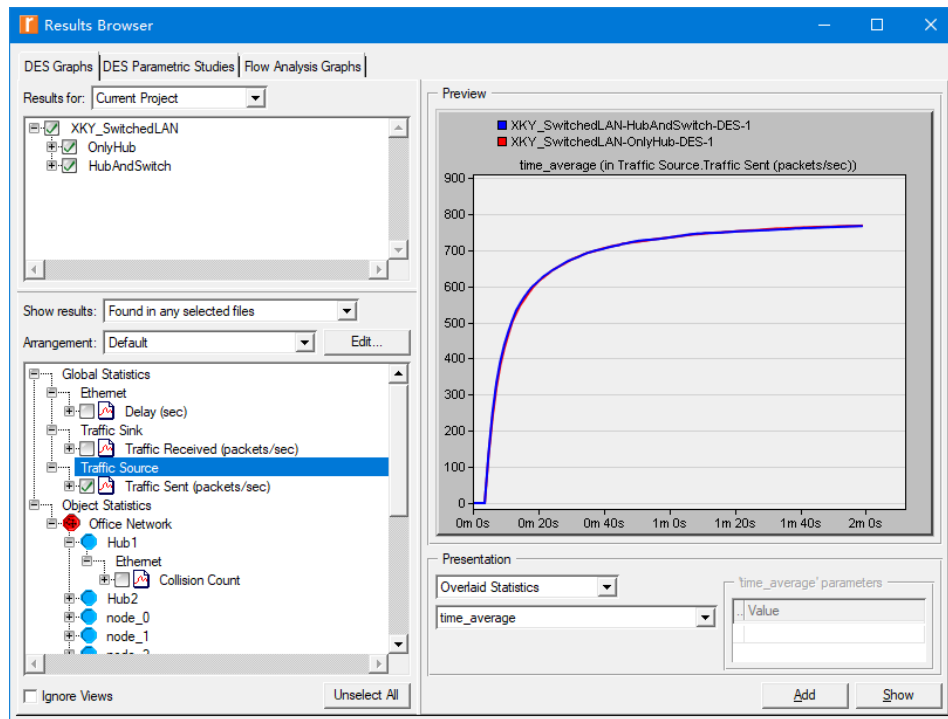 Results Browser
DES Graphs DES Parametric Studies Flow Analysis Graphs
Results for: Current Project
XKY_SwitchedLAN
OnlyHub
HubAndSwitch
Show results: Found in any selected files
Arrangement: Default Edit...
Global Statistics
Ethernet
Delay (sec)
Traffic Sink
Traffic Received (packets/sec)
Traffic Source
Traffic Sent (packets/sec)
Object Statistics
Office Network
Hub1
Ethernet
Collision Count
Hub2
node_0
node_1
Ignore Views Unselect All
Preview
XKY_SwitchedLAN-HubAndSwitch-DES-1
XKY_SwitchedLAN-OnlyHub-DES-1
time_average (in Traffic Source.Traffic Sent (packets/sec))
900
800
700
600
500
400
300
200
100
0
0m 0s 0m 20s 0m 40s 1m 0s 1m 20s 1m 40s 2m 0s
Presentation
Overlaid Statistics
time_average
'time_average' parameters
.. Value
Add Show